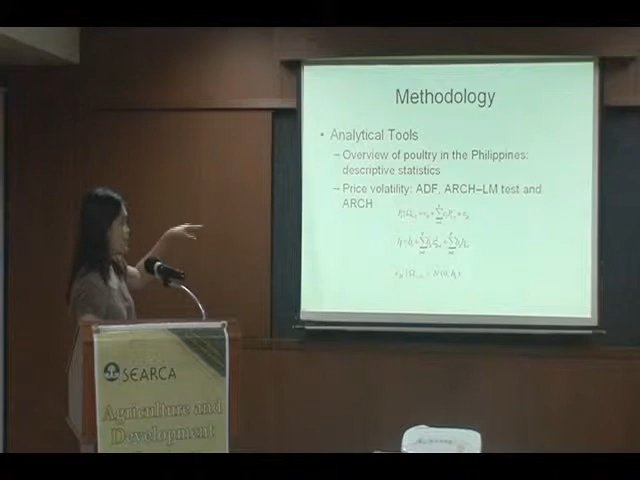 Methodology
• Analytical Tools
– Overview of poultry in the Philippines:
descriptive statistics
– Price volatility: ADF, ARCH–LM test and
ARCH
SEARCA
Agriculture and
Development